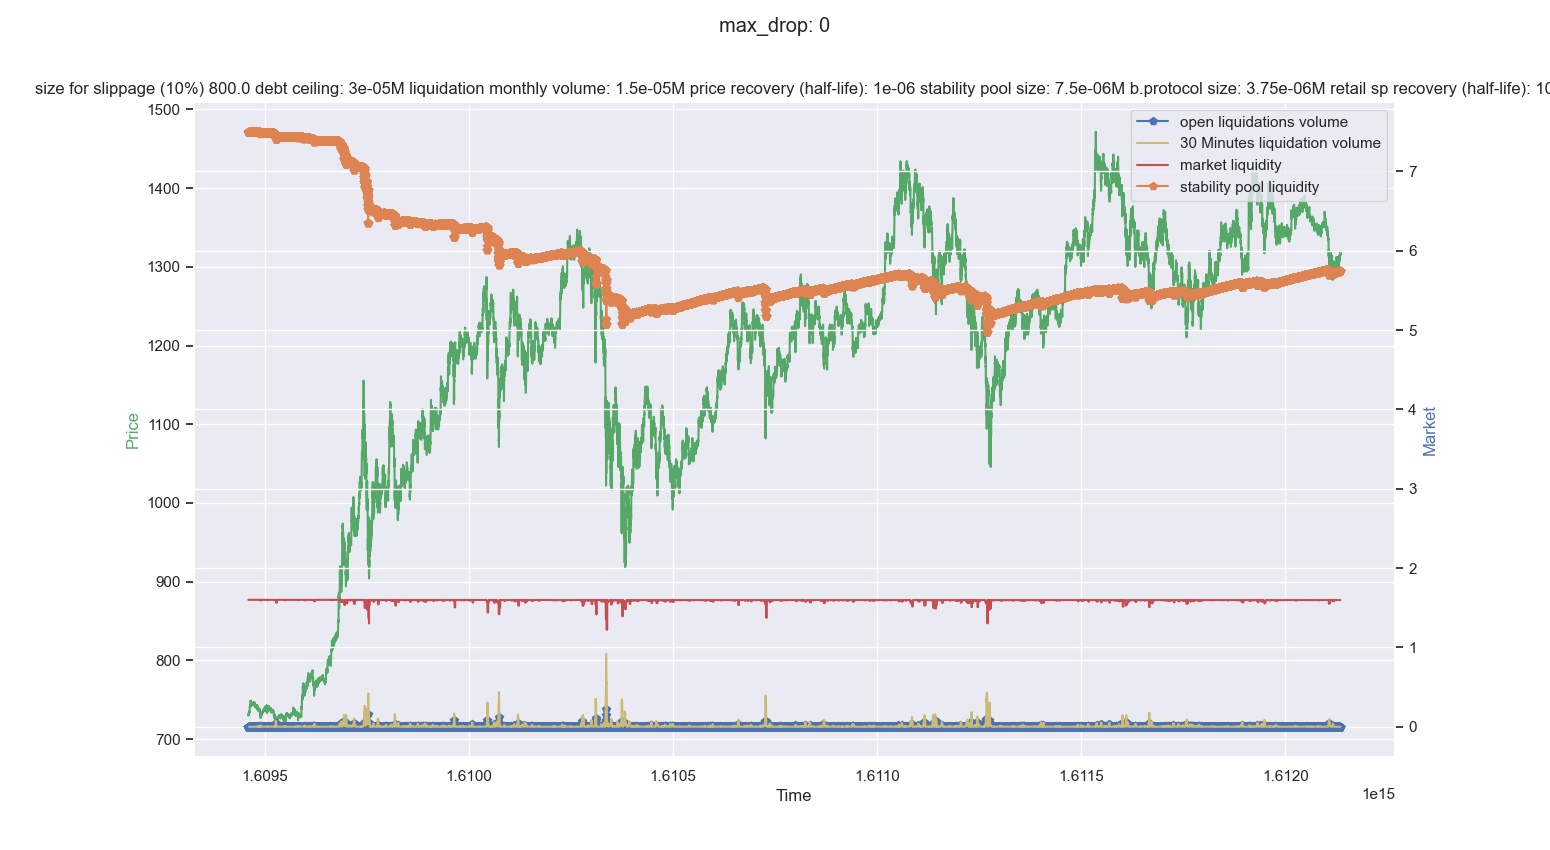 max_drop: 0
size for slippage (10%) 800.0 debt ceiling: 3e-05M liquidation monthly volume: 1.5e-05M price recovery (half-life): 1e-06 stability pool size: 7.5e-06M b.protocol size: 3.75e-06M retail sp recovery (half-life): 10
open liquidations volume
30 Minutes liquidation volume
market liquidity
stability pool liquidity
1500
1400
1300
1200
1100
1000
900
800
700
Price
7
6
5
4
3
2
1
0
Market
1.6095 1.6100 1.6105 1.6110 1.6115 1.6120
1e15
Time